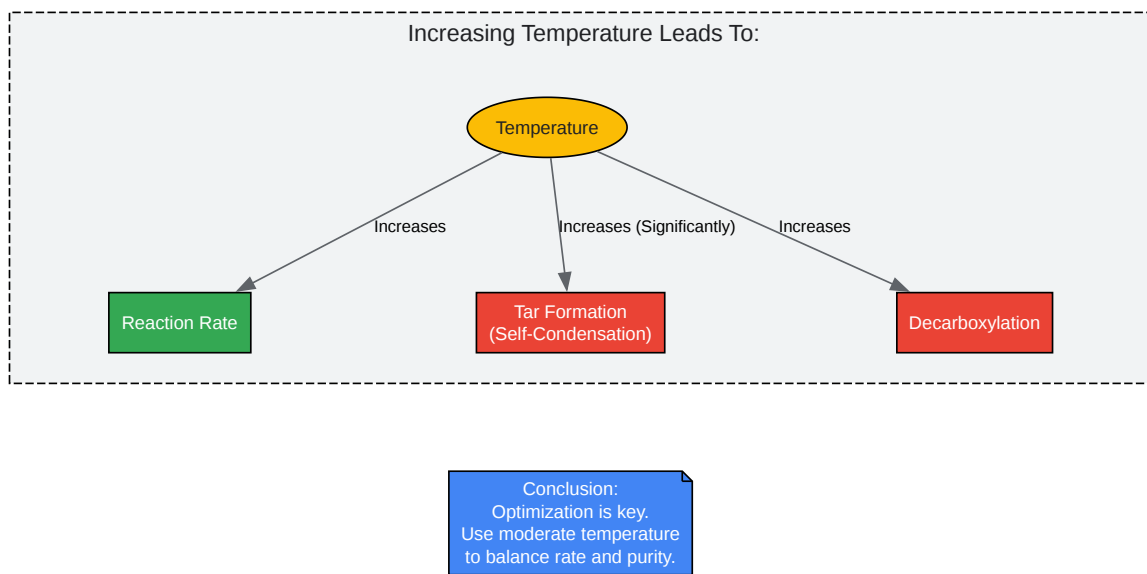 Increasing Temperature Leads To:
Temperature
Increases
Increases (Significantly)
Increases
Reaction Rate
Tar Formation
(Self-Condensation)
Decarboxylation
Conclusion:
Optimization is key.
Use moderate temperature
to balance rate and purity.